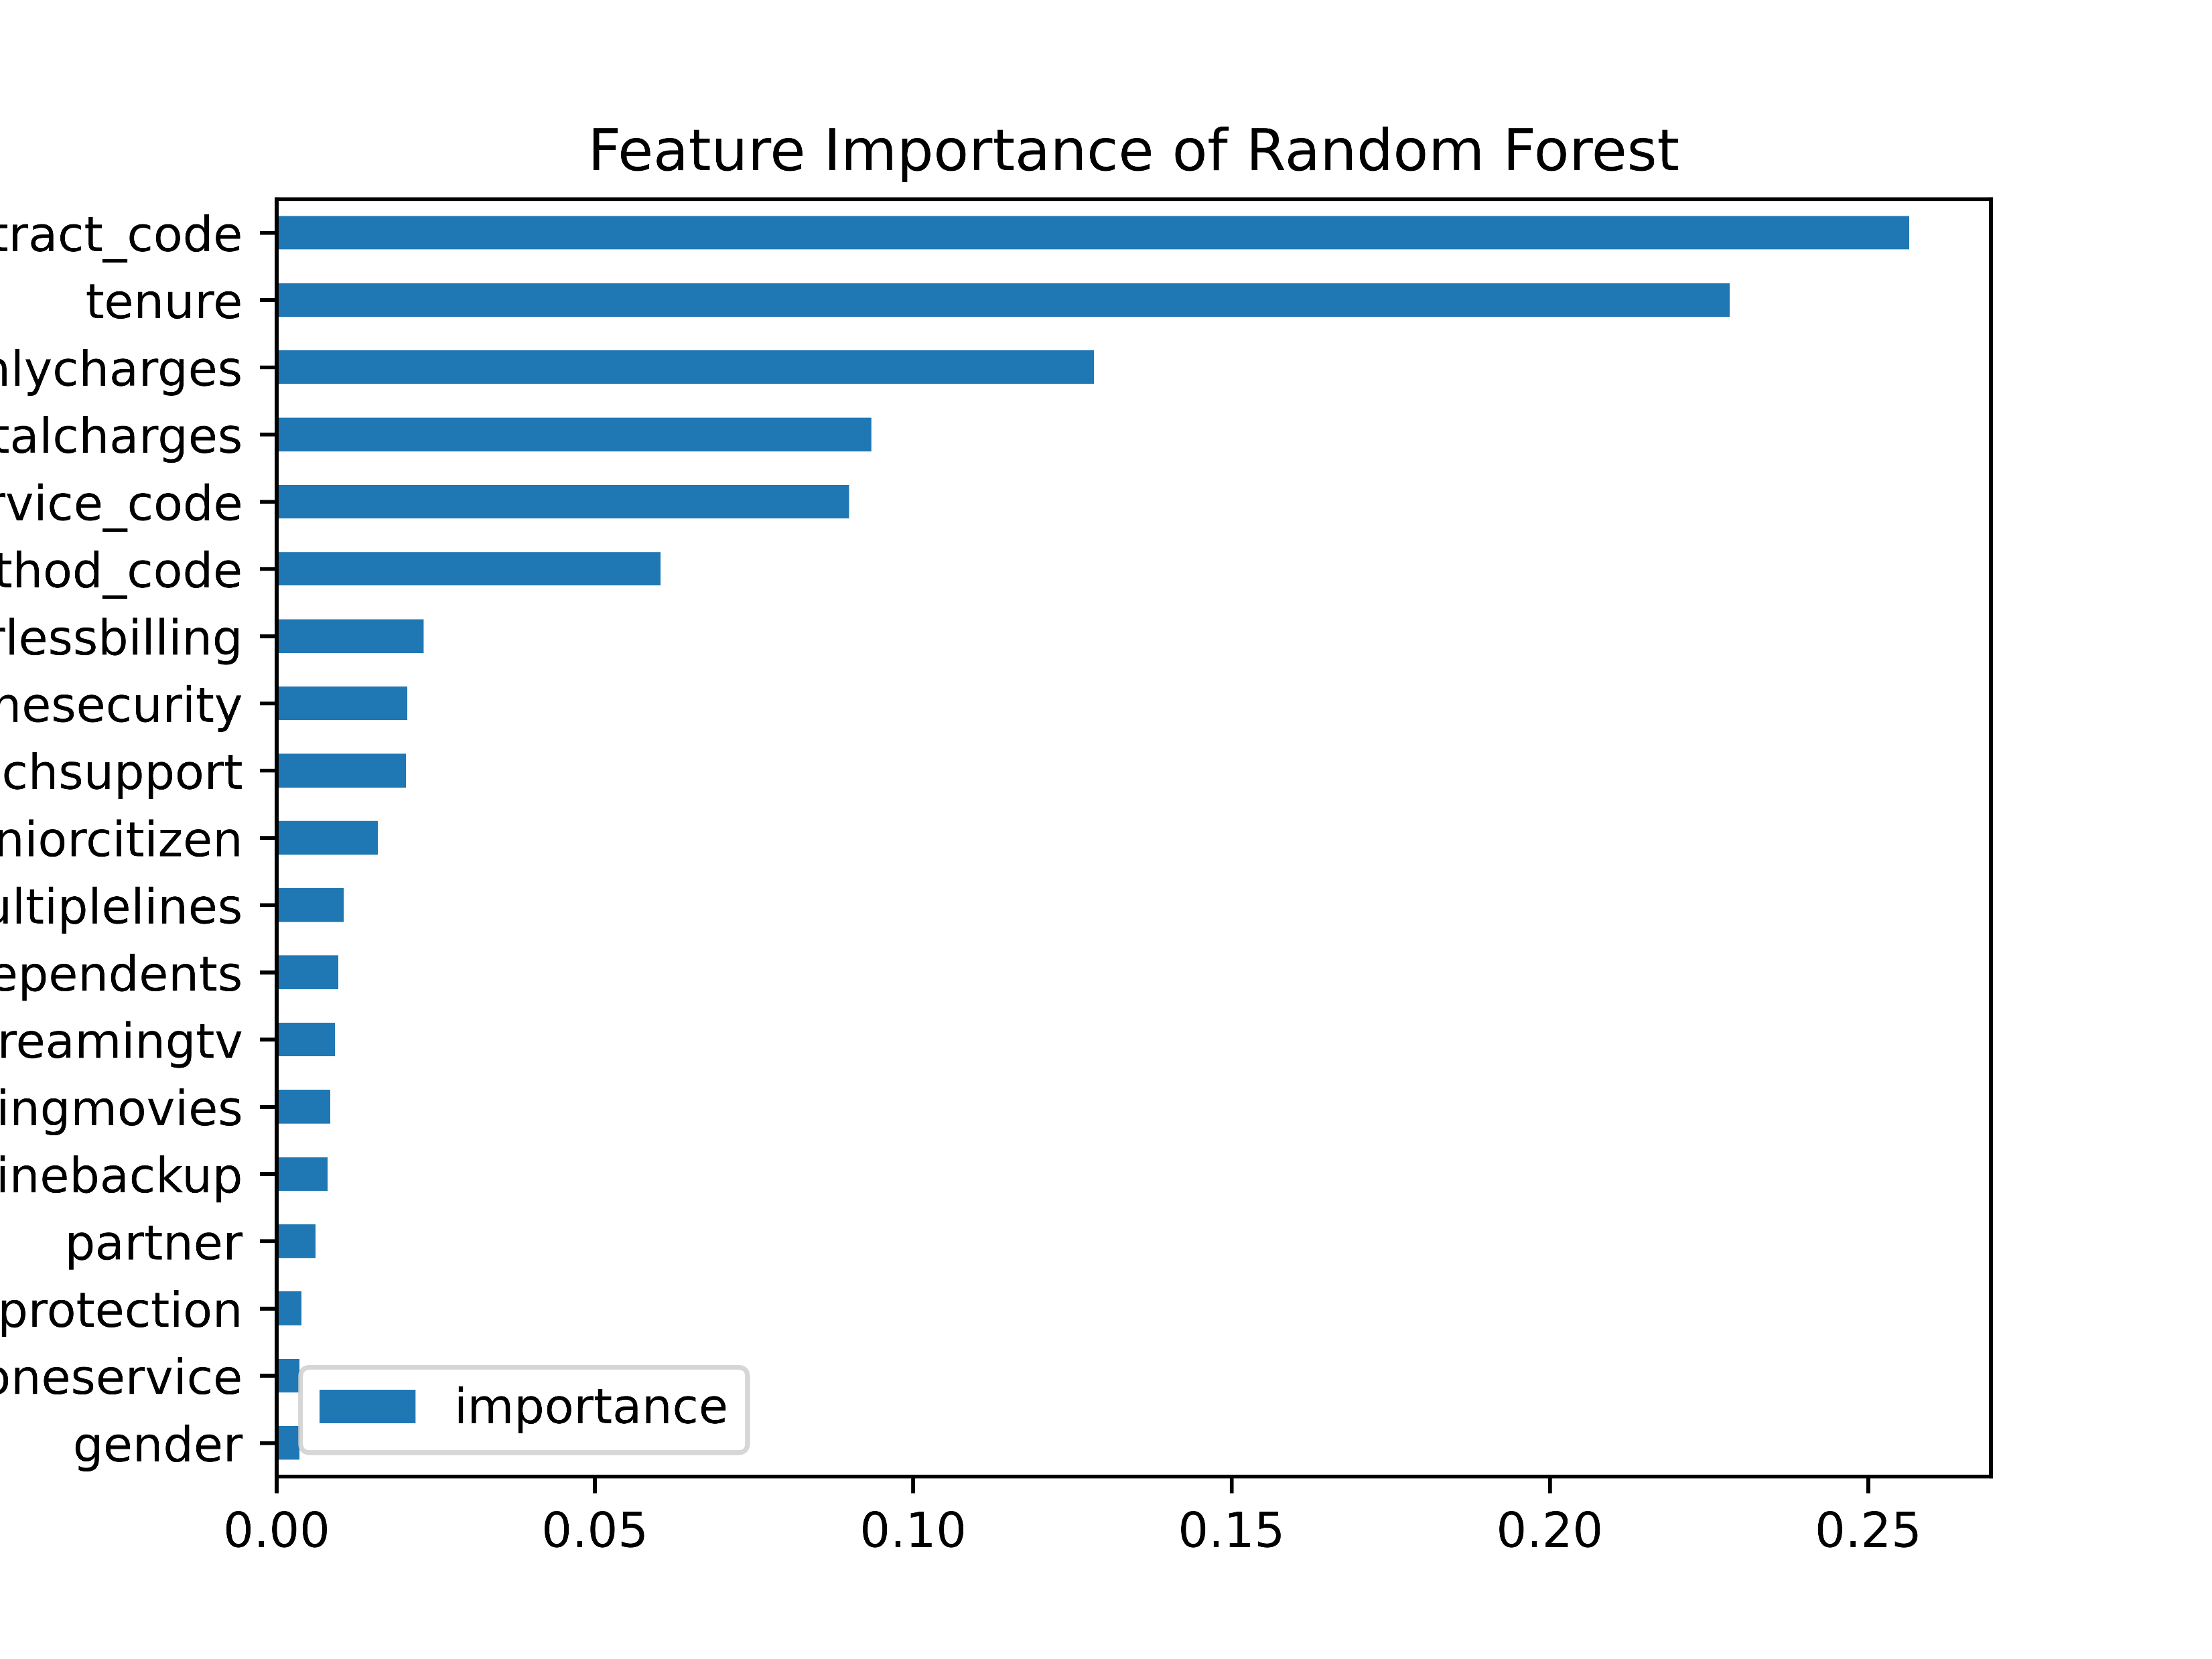 Feature Importance of Random Forest
tract_code
tenure
nlycharges
talcharges
rvice_code
thod_code
rlessbilling
nesecurity
chsupport
niorcitizen
ultiplelines
ependents
reamingtv
ingmovies
inebackup
partner
protection
oneservice
gender
importance
0.00 0.05 0.10 0.15 0.20 0.25